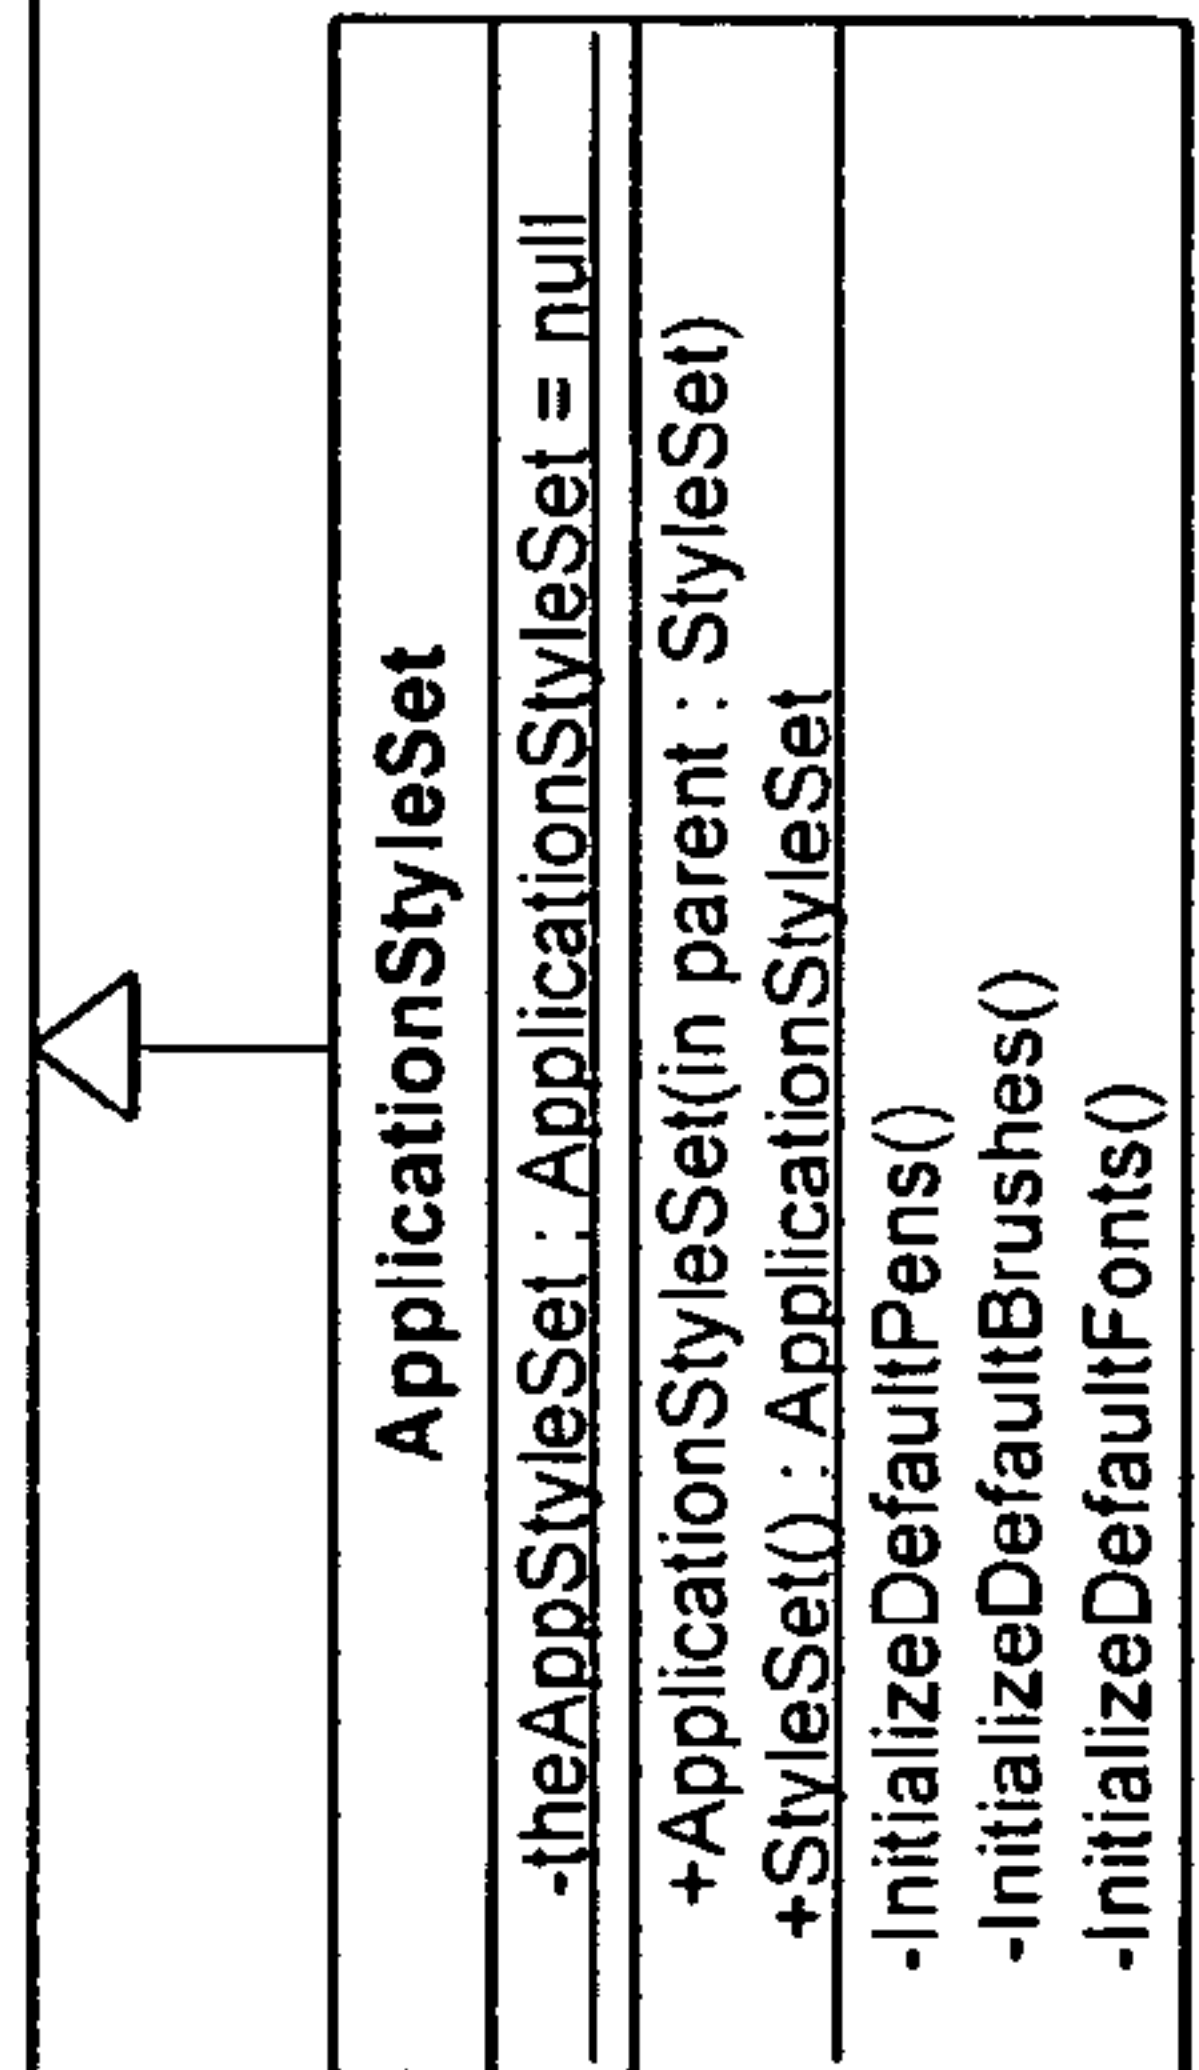 ApplicationStyleSet
-theAppStyleSet : ApplicationStyleSet = null
+ApplicationStyleSet(in parent : StyleSet)
+StyleSet() : ApplicationStyleSet
-InitializeDefaultPens()
-InitializeDefaultBrushes()
-InitializeDefaultFonts()